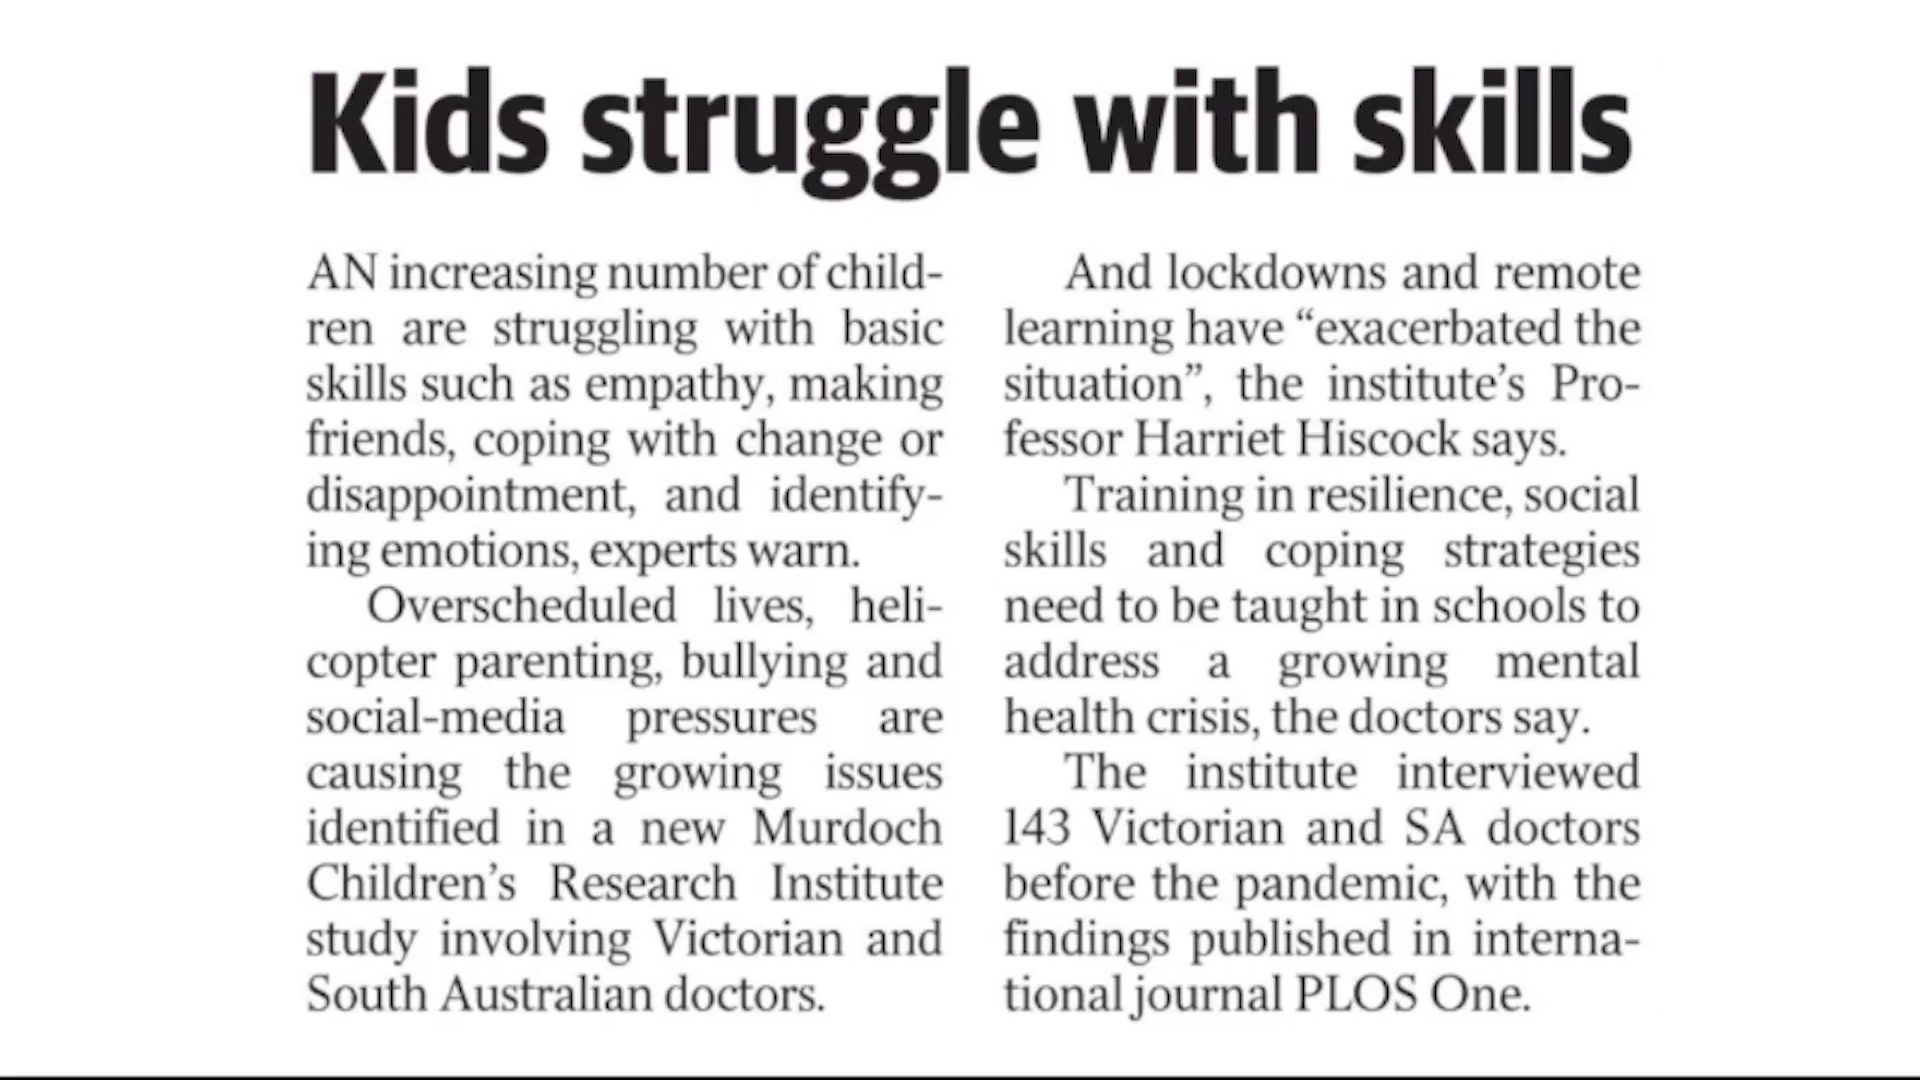 Kids struggle with skills
AN increasing number of child-
ren are struggling with basic
skills such as empathy, making
friends, coping with change or
disappointment, and identify-
ing emotions, experts warn.
Overscheduled lives, heli-
copter parenting, bullying and
social-media pressures are
causing the growing issues
identified in a new Murdoch
Children's Research Institute
study involving Victorian and
South Australian doctors.
And lockdowns and remote
learning have “exacerbated the
situation”, the institute's Pro-
fessor Harriet Hiscock says.
Training in resilience, social
skills and coping strategies
need to be taught in schools to
address a growing mental
health crisis, the doctors say.
The institute interviewed
143 Victorian and SA doctors
before the pandemic, with the
findings published in interna-
tional journal PLOS One.